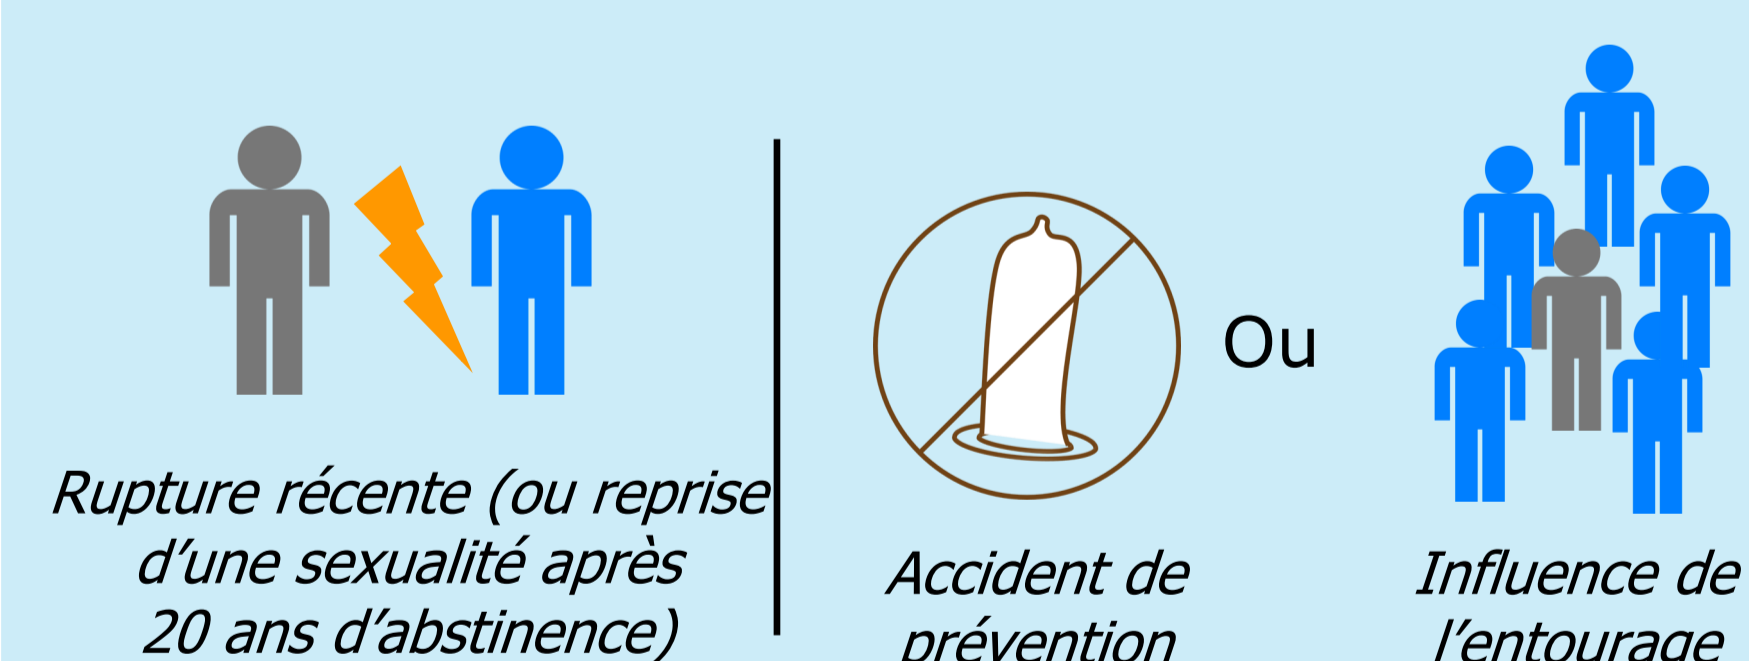 Rupture récente (ou reprise
d’une sexualité après
20 ans d’abstinence)
Accident de
prévention
Ou
Influence de
l’entourage